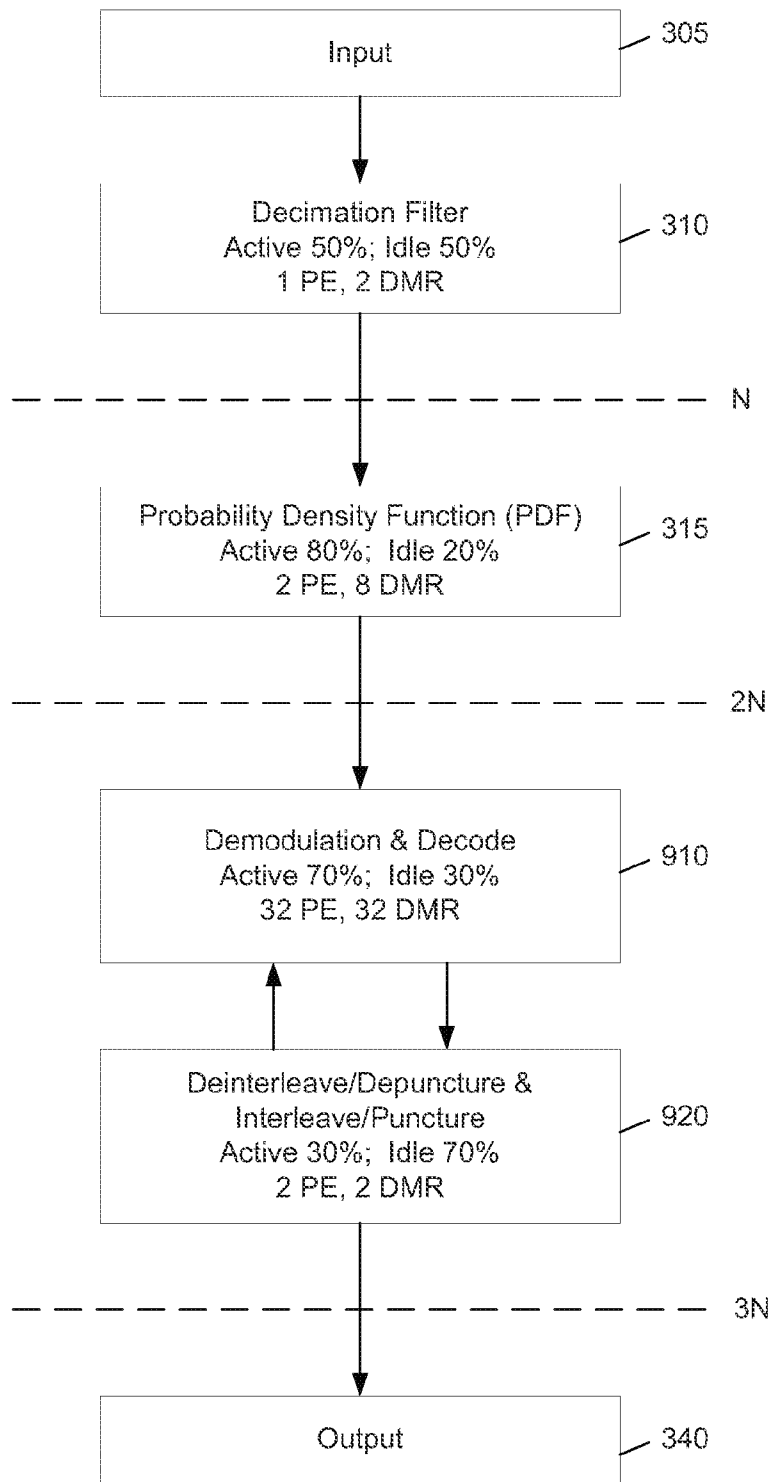 Input
305
Decimation Filter
Active 50%; Idle 50%
1 PE, 2 DMR
310
N
Probability Density Function (PDF)
Active 80%; Idle 20%
2 PE, 8 DMR
315
2N
Demodulation & Decode
Active 70%; Idle 30%
32 PE, 32 DMR
910
Deinterleave/Depuncture &
Interleave/Puncture
Active 30%; Idle 70%
2 PE, 2 DMR
920
3N
Output
340